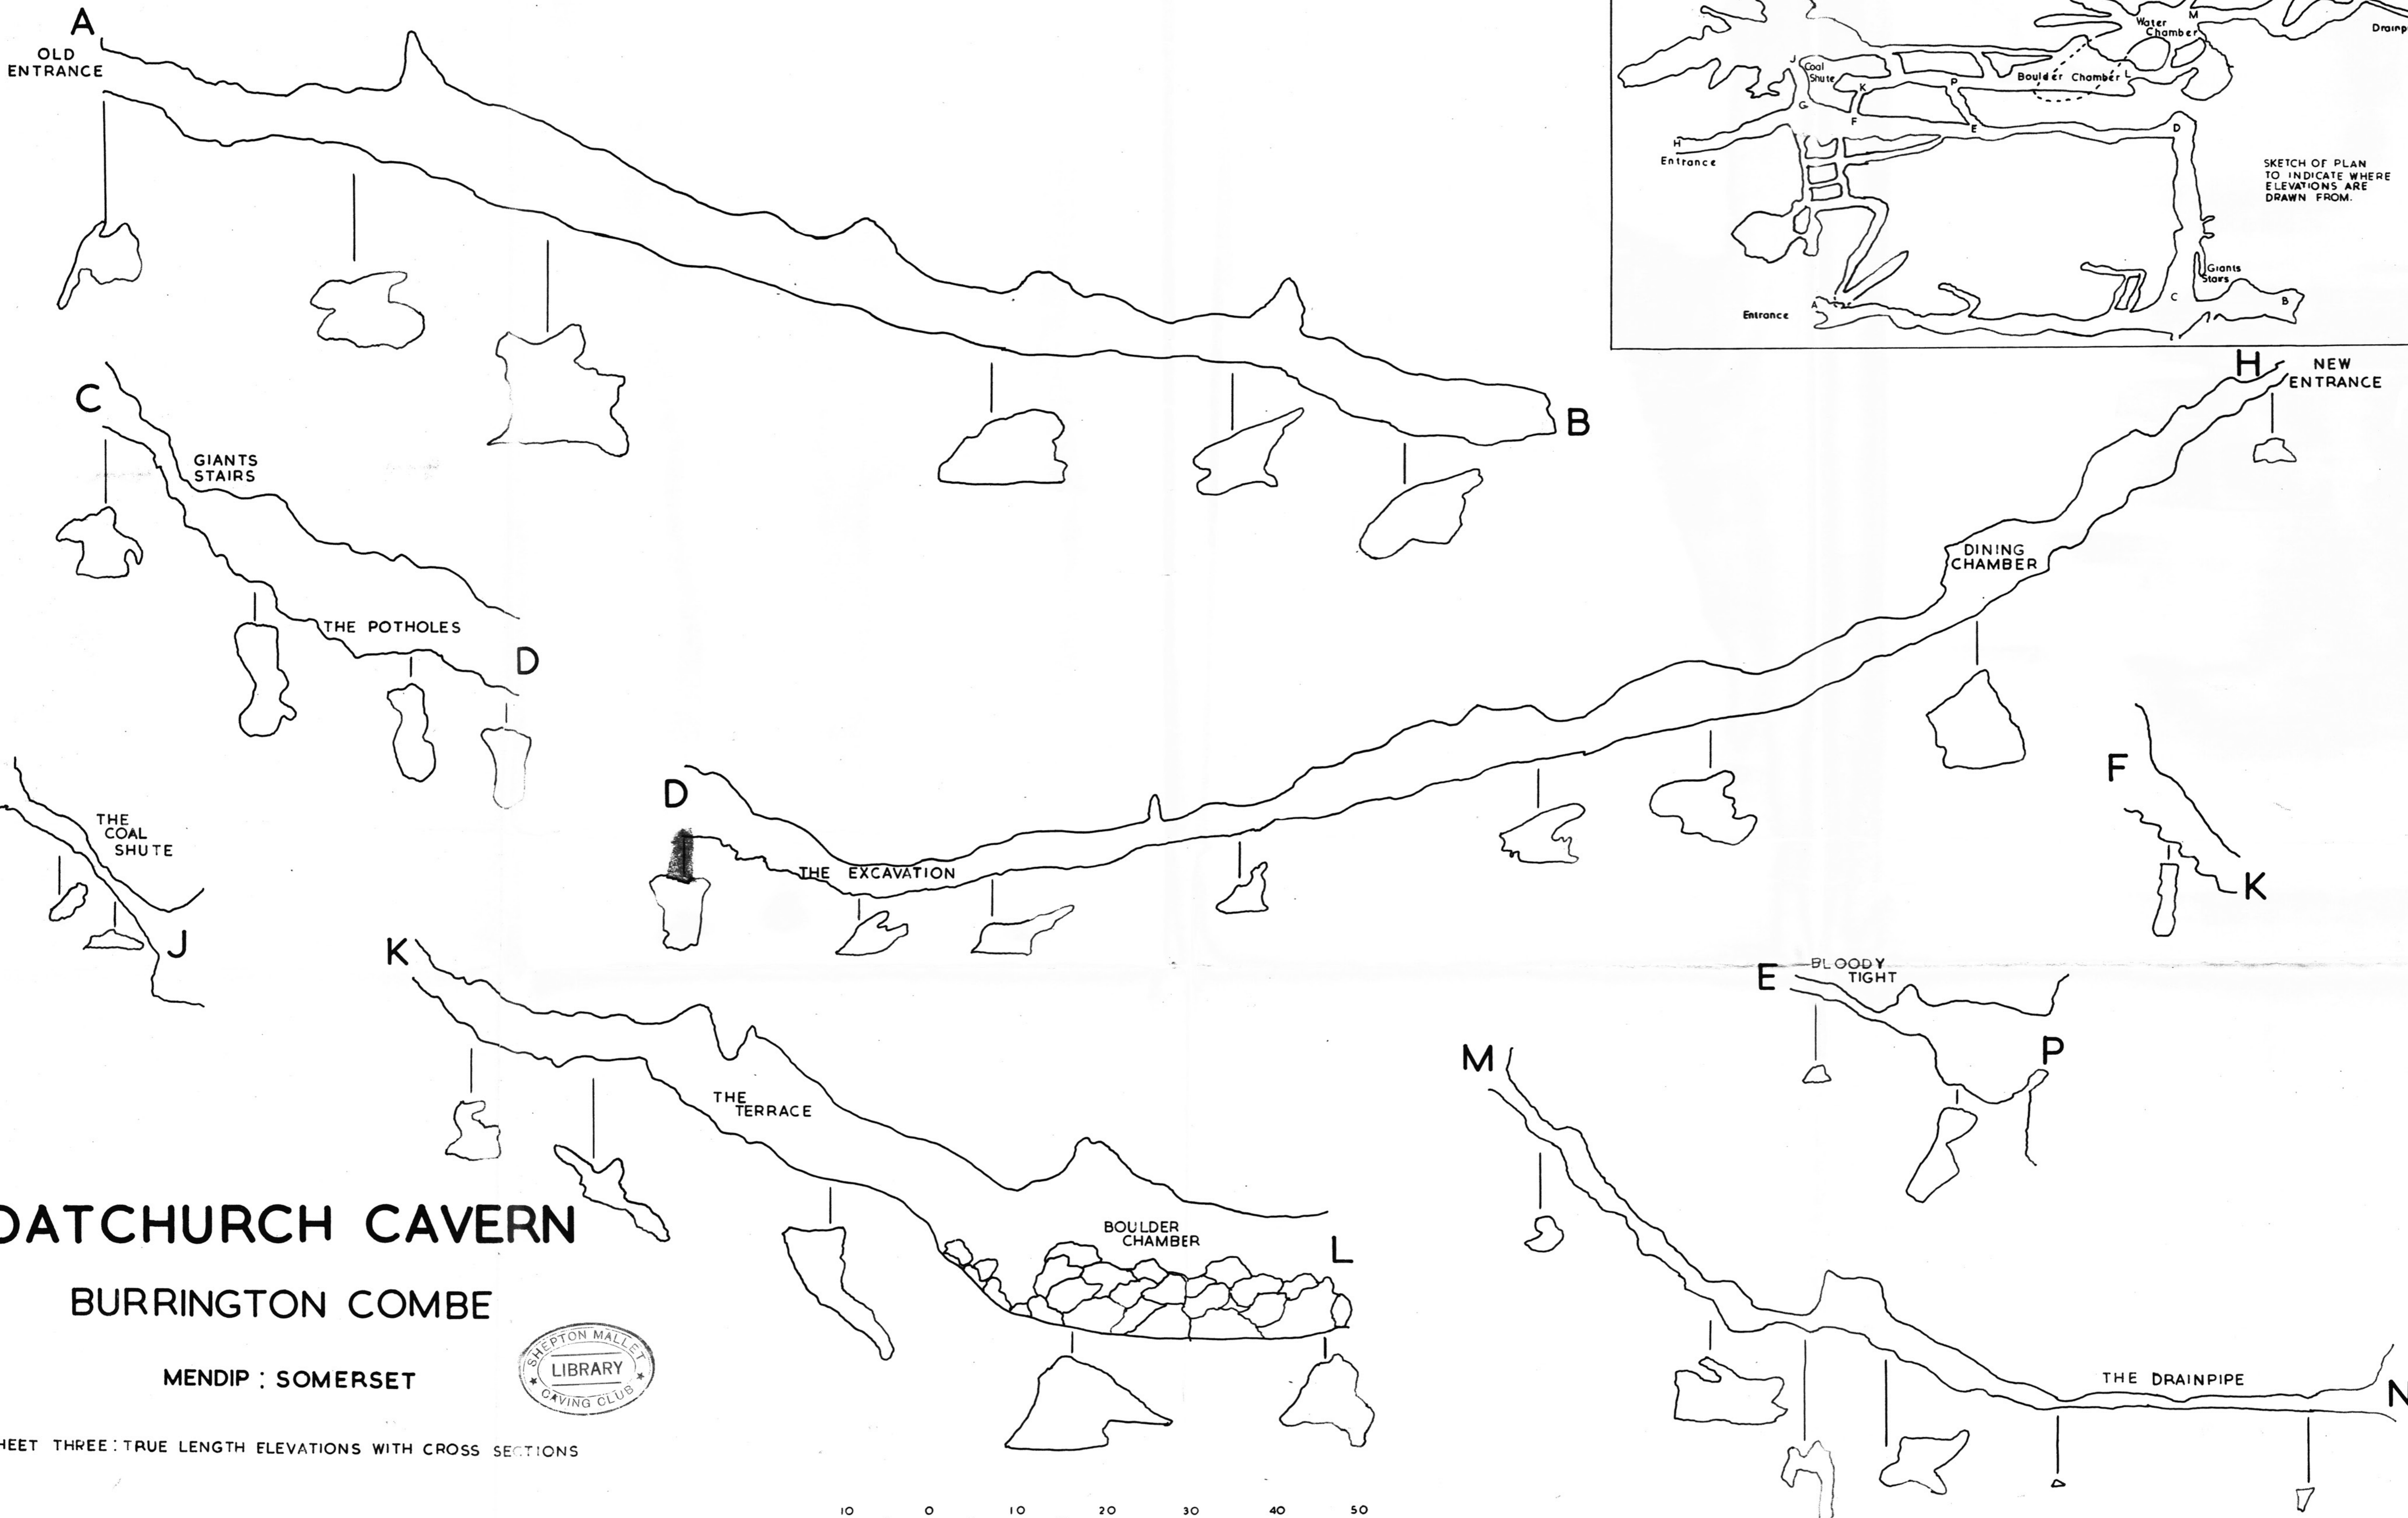 A
OLD
ENTRANCE
B
Water
Chamber
M
Drainp
J
Coal
Shute
K
P
Boulder Chamber L
G
F
E
D
H
Entrance
SKETCH OF PLAN
TO INDICATE WHERE
ELEVATIONS ARE
DRAWN FROM.
Giants
Stairs
A
C
B
Entrance
H
NEW
ENTRANCE
C
GIANTS
STAIRS
THE POTHOLES
D
DINING
CHAMBER
D
THE EXCAVATION
F
K
THE
COAL
SHUTE
J
K
THE
TERRACE
BOULDER
CHAMBER
L
E
BLOODY
TIGHT
P
M
THE DRAINPIPE
N
OATCHURCH CAVERN
BURRINGTON COMBE
MENDIP : SOMERSET
SHEPTON MALLET
LIBRARY
CAVING CLUB
HEET THREE : TRUE LENGTH ELEVATIONS WITH CROSS SECTIONS
10 0 10 20 30 40 50